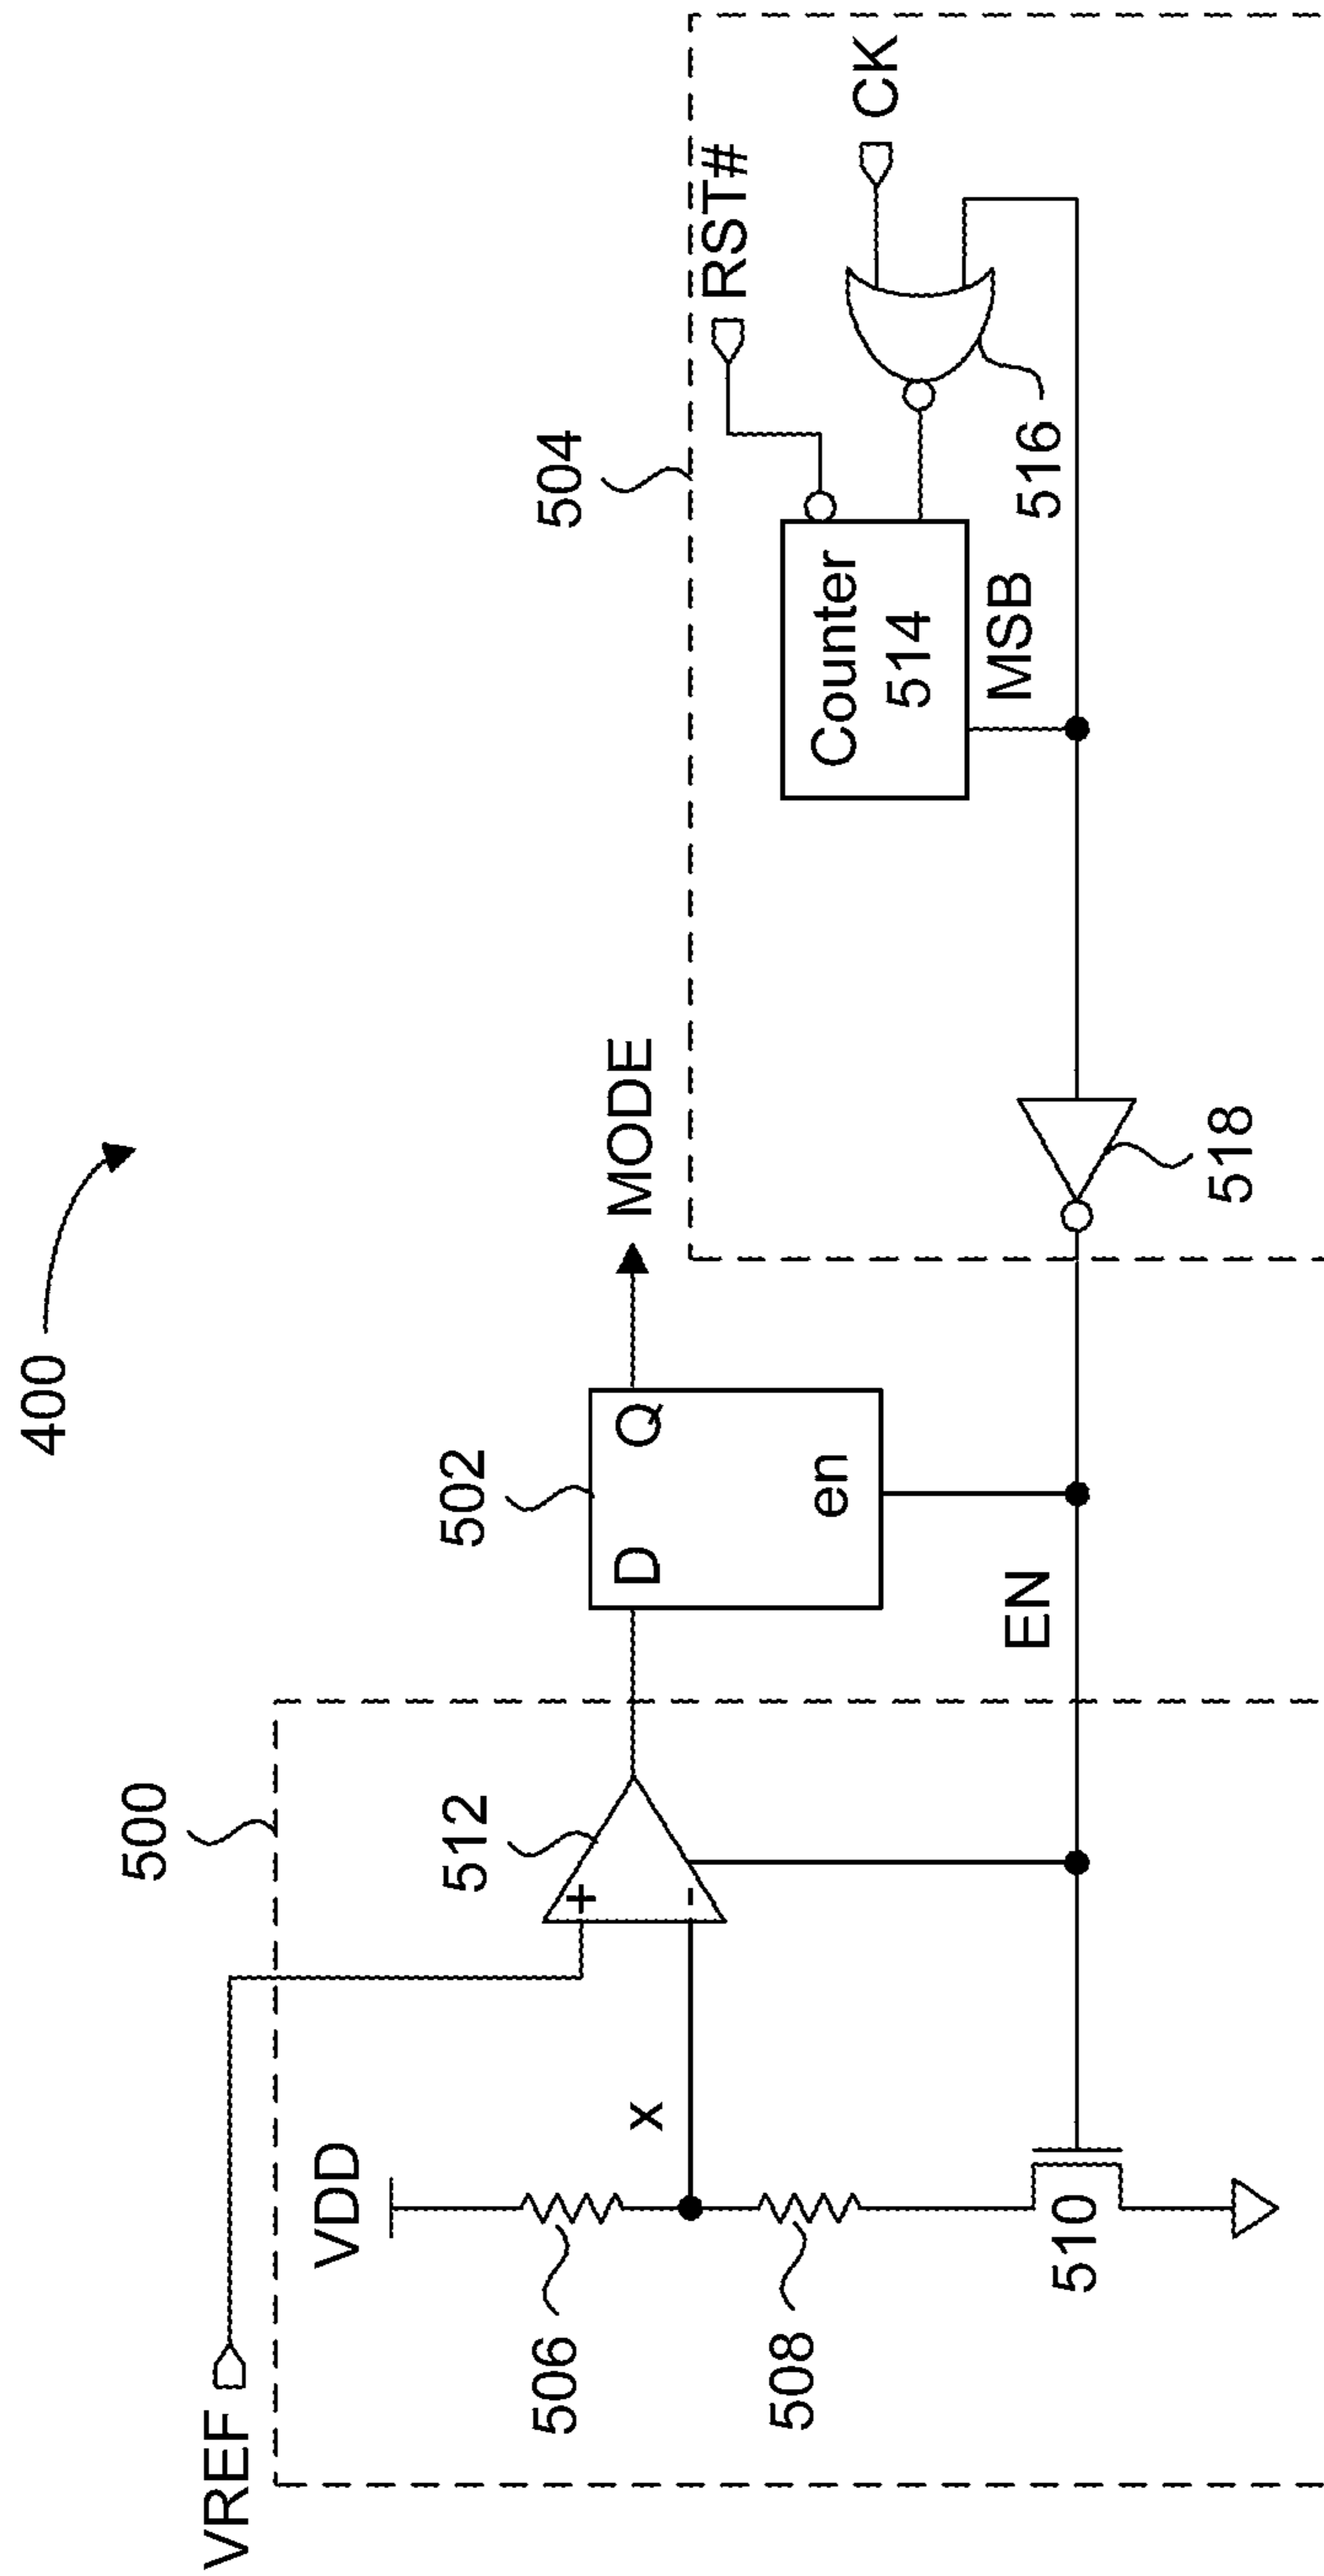 400
500
502
504
VREF
VDD
506
508
510
x
512
+
-
D
Q
en
MODE
EN
518
RST#
CK
Counter
514
MSB
516